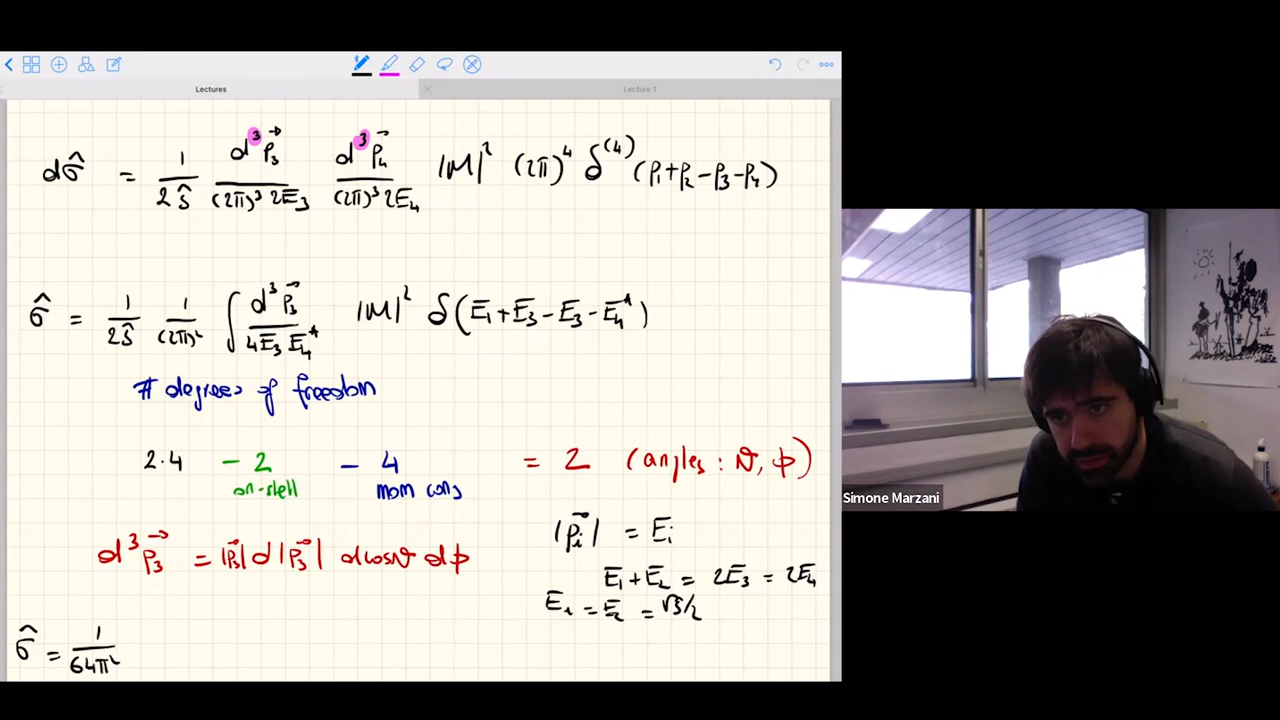 Lectures
Lecture 1
dσ̂ = 1/(2ŝ) d³p⃗₃/((2π)³ 2E₃) d³p⃗₄/((2π)³ 2E₄) |M|² (2π)⁴ δ⁽⁴⁾(p₁+p₂-p₃-p₄)
σ̂ = 1/(2ŝ) 1/(2π)² ∫ d³p⃗₃/(4E₃E₄*) |M|² δ(E₁+E₃-E₃-E₄*)
# degrees of freedom
2·4 - 2 - 4 = 2 (angles: ϑ, φ)
on-shell mom cons
|p⃗ᵢ| = Eᵢ
d³p⃗₃ = |p⃗₃| d|p⃗₃| dcosϑ dφ
E₁+E₂ = 2E₃ = 2E₄
E₁ = E₂ = √ŝ/2
σ̂ = 1/(64π²)
Simone Marzani